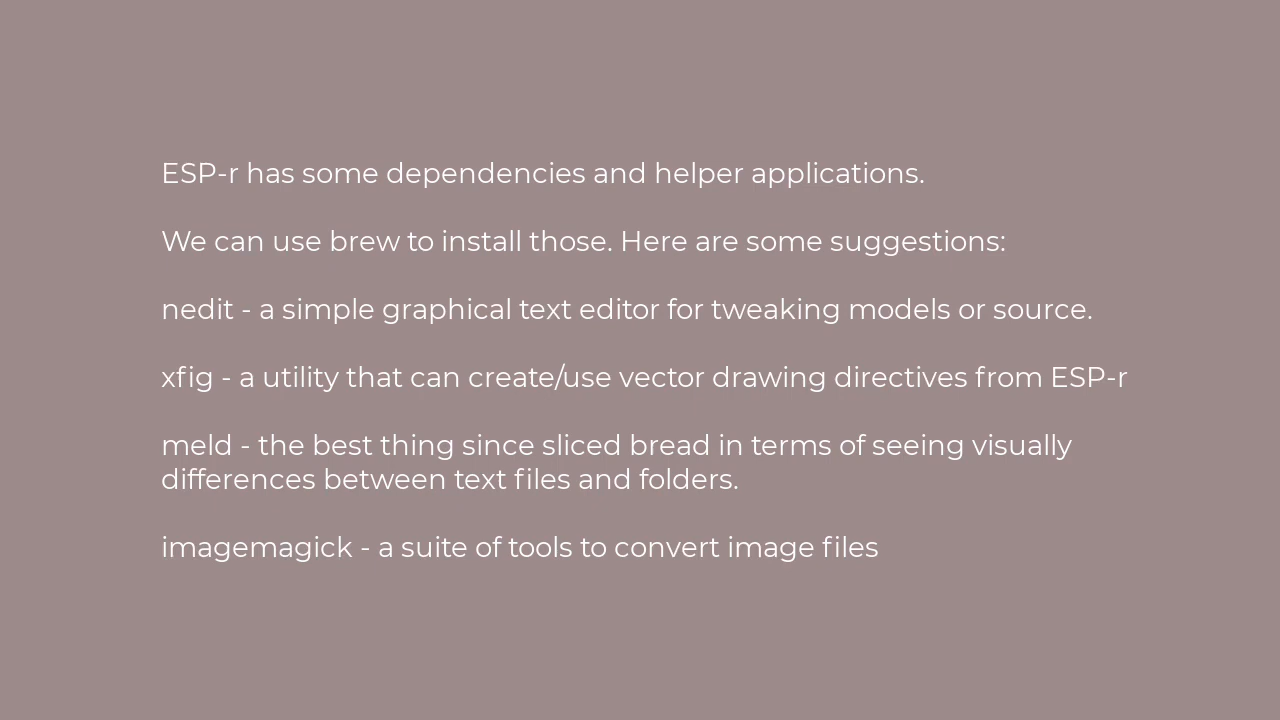 ESP-r has some dependencies and helper applications.
We can use brew to install those. Here are some suggestions:
nedit - a simple graphical text editor for tweaking models or source.
xfig - a utility that can create/use vector drawing directives from ESP-r
meld - the best thing since sliced bread in terms of seeing visually
differences between text files and folders.
imagemagick - a suite of tools to convert image files